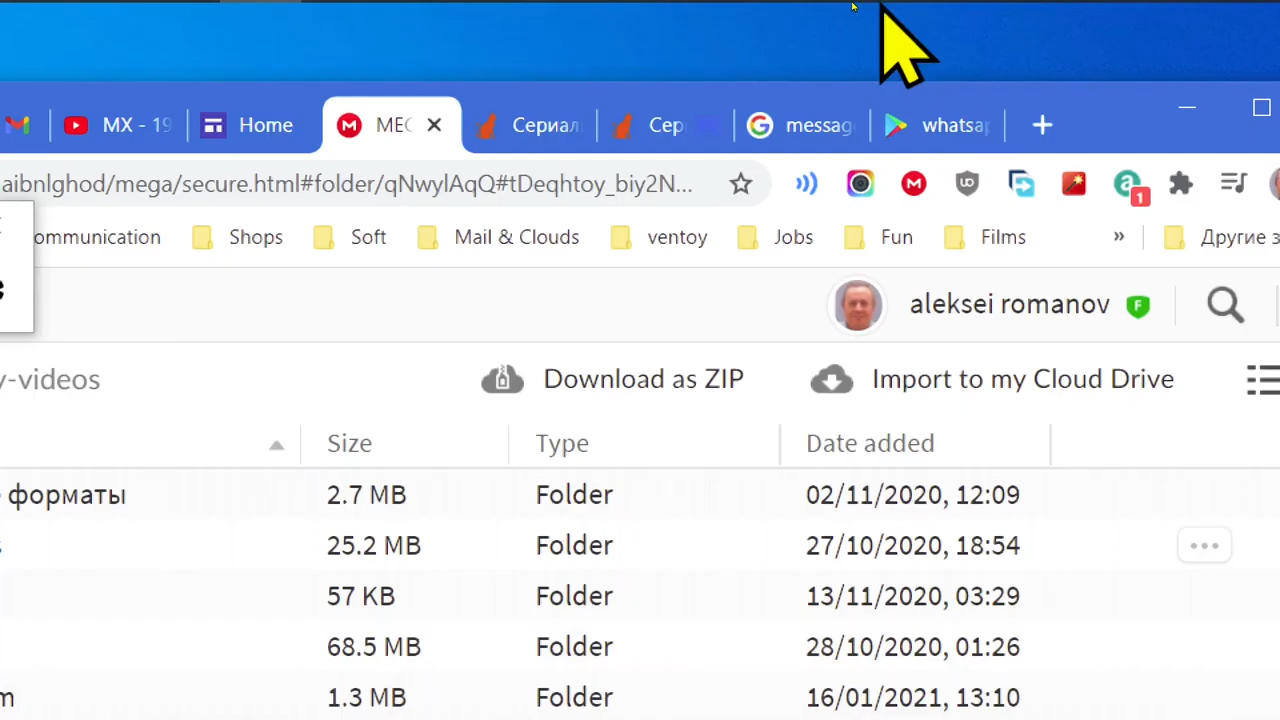 MX - 19 Home MEG Сериал Сер messag whatsap
aibnlghod/mega/secure.html#folder/qNwylAqQ#tDeqhtoy_biy2N...
1
ommunication Shops Soft Mail & Clouds ventoy Jobs Fun Films » Другие з
aleksei romanov F
y-videos Download as ZIP Import to my Cloud Drive
Size Type Date added
форматы 2.7 MB Folder 02/11/2020, 12:09
s 25.2 MB Folder 27/10/2020, 18:54
57 KB Folder 13/11/2020, 03:29
68.5 MB Folder 28/10/2020, 01:26
m 1.3 MB Folder 16/01/2021, 13:10